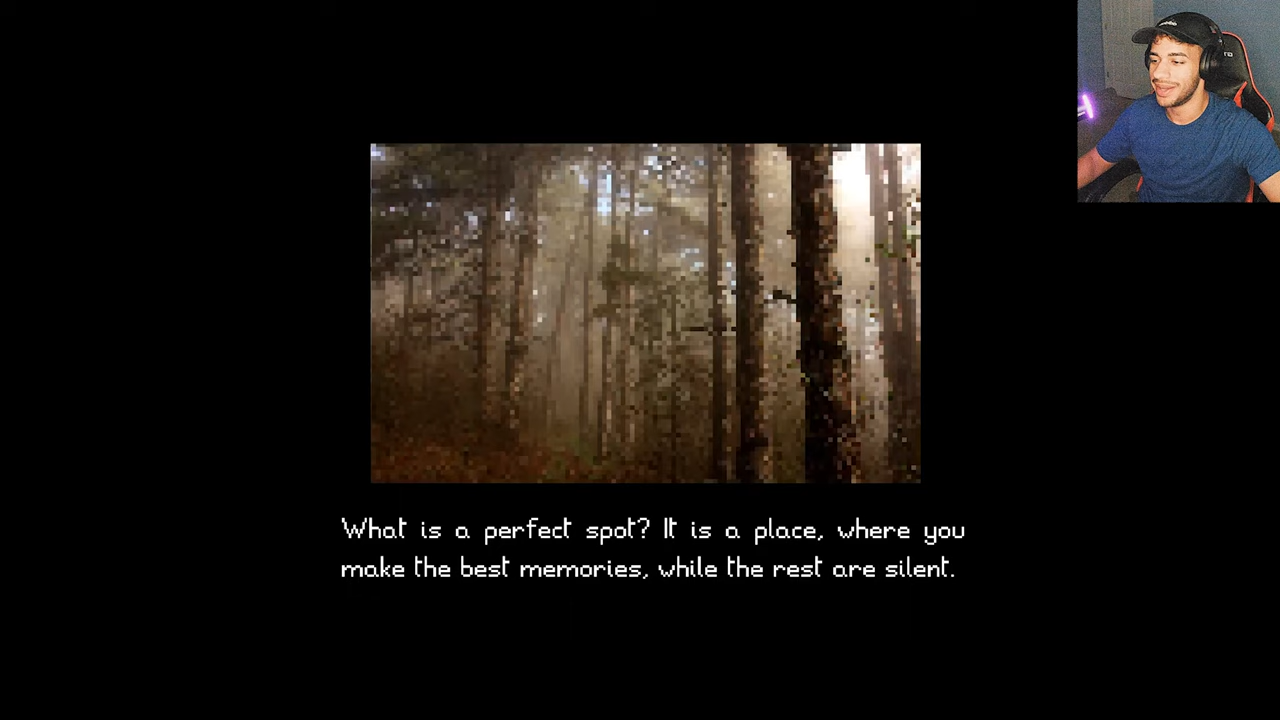 What is a perfect spot? It is a place, where you
make the best memories, while the rest are silent.